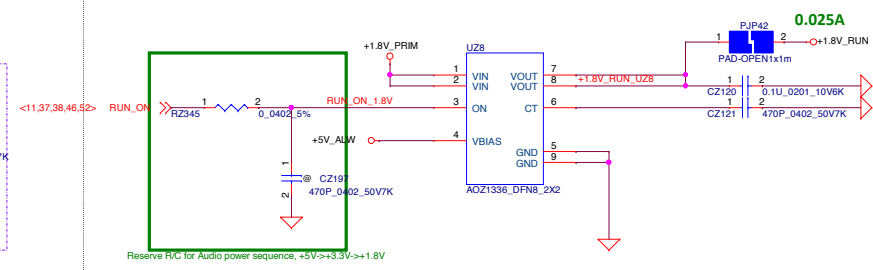 0.025A
PJP42
1
2
+1.8V_RUN
PAD-OPEN1x1m
+1.8V_PRIM
UZ8
1
VIN
VOUT
7
2
VIN
VOUT
8
+1.8V_RUN_UZ8
CZ120
1
2
0.1U_0201_10V6K
<11,37,38,46,52>
RUN_ON
1
2
RZ345
0_0402_5%
RUN_ON_1.8V
3
ON
CT
6
CZ121
1
2
470P_0402_50V7K
+5V_ALW
4
VBIAS
GND
5
GND
9
K
1
2
@
CZ197
470P_0402_50V7K
AOZ1336_DFN8_2X2
Reserve R/C for Audio power sequence, +5V->+3.3V->+1.8V